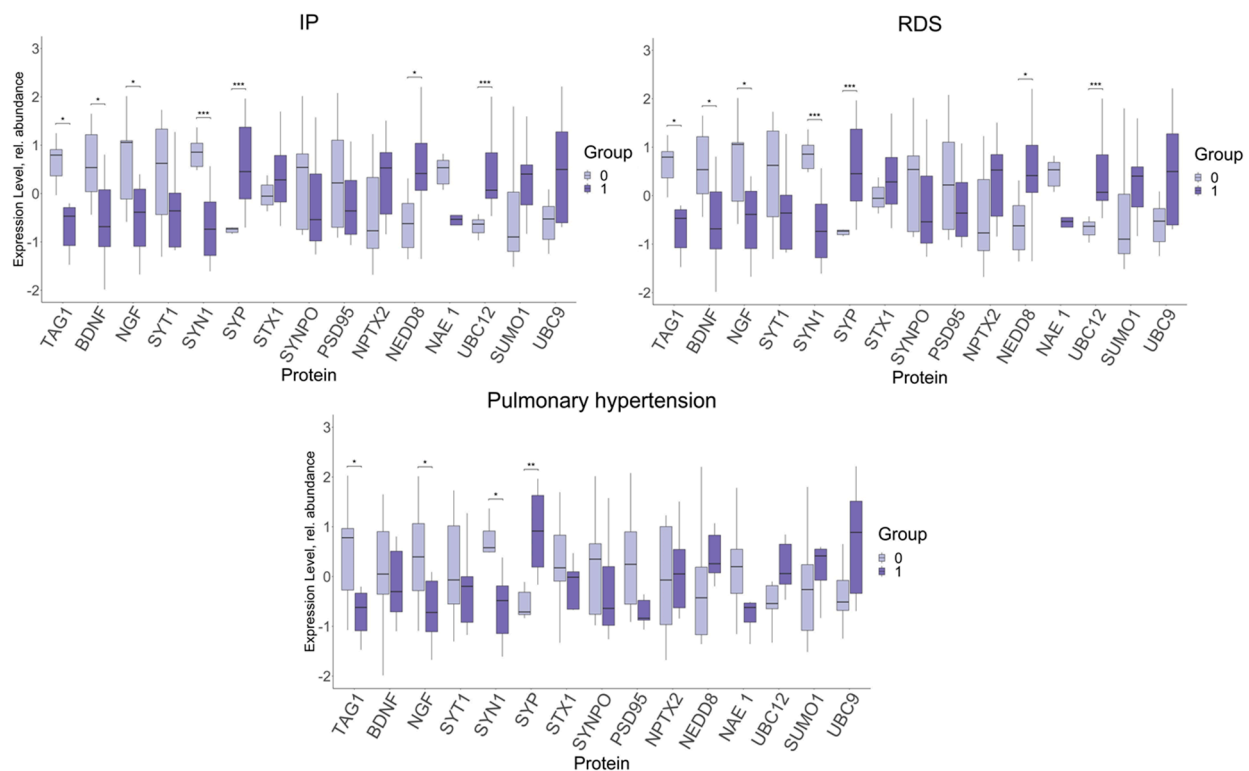 IP
Expression Level, rel. abundance
3
2
1
0
-1
-2
* * * *** *** * ***
TAG1 BDNF NGF SYT1 SYN1 SYP STX1 SYNPO PSD95 NPTX2 NEDD8 NAE 1 UBC12 SUMO1 UBC9
Protein
Group
0
1
RDS
3
2
1
0
-1
-2
* * * *** *** * ***
TAG1 BDNF NGF SYT1 SYN1 SYP STX1 SYNPO PSD95 NPTX2 NEDD8 NAE 1 UBC12 SUMO1 UBC9
Protein
Group
0
1
Pulmonary hypertension
Expression Level, rel. abundance
3
2
1
0
-1
-2
* * * **
TAG1 BDNF NGF SYT1 SYN1 SYP STX1 SYNPO PSD95 NPTX2 NEDD8 NAE 1 UBC12 SUMO1 UBC9
Protein
Group
0
1